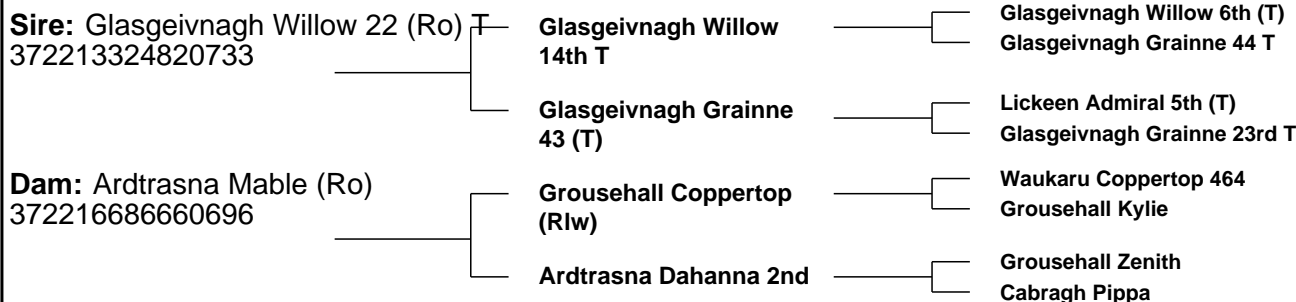 Sire: Glasgeivnagh Willow 22 (Ro) T
372213324820733
Glasgeivnagh Willow
14th T
Glasgeivnagh Willow 6th (T)
Glasgeivnagh Grainne 44 T
Glasgeivnagh Grainne
43 (T)
Lickeen Admiral 5th (T)
Glasgeivnagh Grainne 23rd T
Dam: Ardtrasna Mable (Ro)
372216686660696
Grousehall Coppertop
(Rlw)
Waukaru Coppertop 464
Grousehall Kylie
Ardtrasna Dahanna 2nd
Grousehall Zenith
Cabragh Pippa